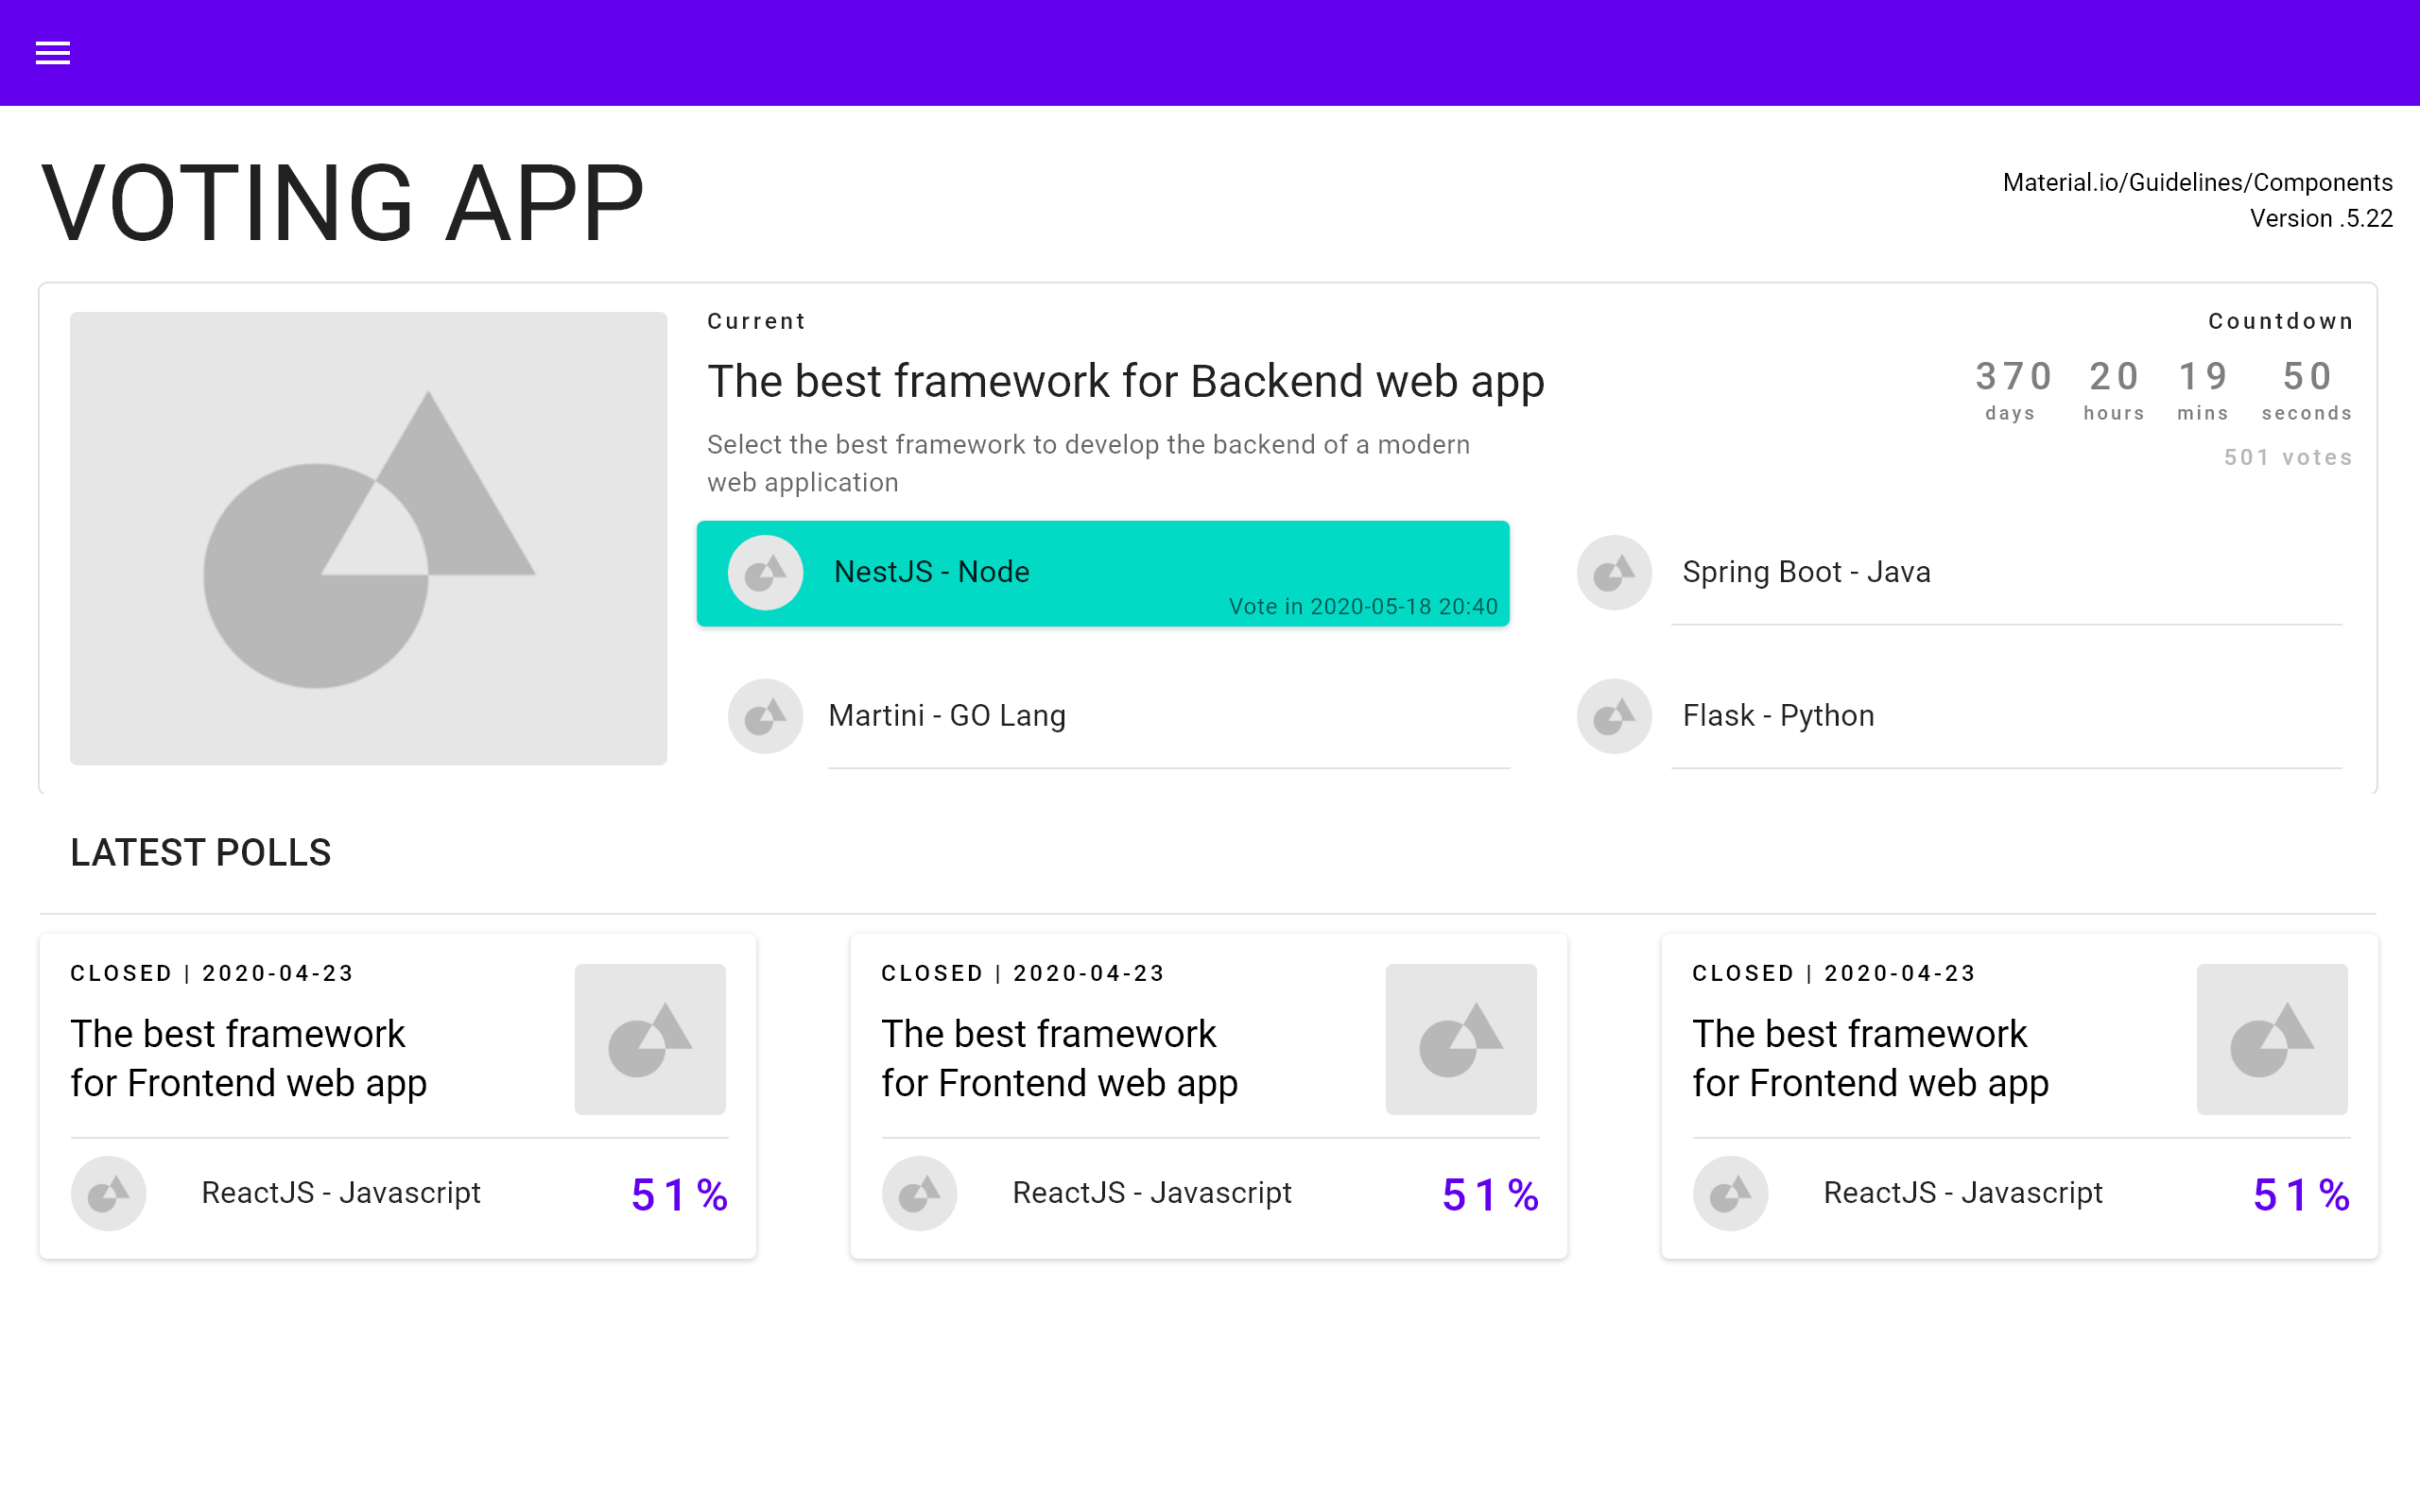 VOTING APP
Material.io/Guidelines/Components
Version .5.22
Current
The best framework for Backend web app
Select the best framework to develop the backend of a modern
web application
Countdown
370 20 19 50
days hours mins seconds
501 votes
NestJS - Node
Vote in 2020-05-18 20:40
Spring Boot - Java
Martini - GO Lang
Flask - Python
LATEST POLLS
CLOSED | 2020-04-23
The best framework
for Frontend web app
ReactJS - Javascript
51%
CLOSED | 2020-04-23
The best framework
for Frontend web app
ReactJS - Javascript
51%
CLOSED | 2020-04-23
The best framework
for Frontend web app
ReactJS - Javascript
51%